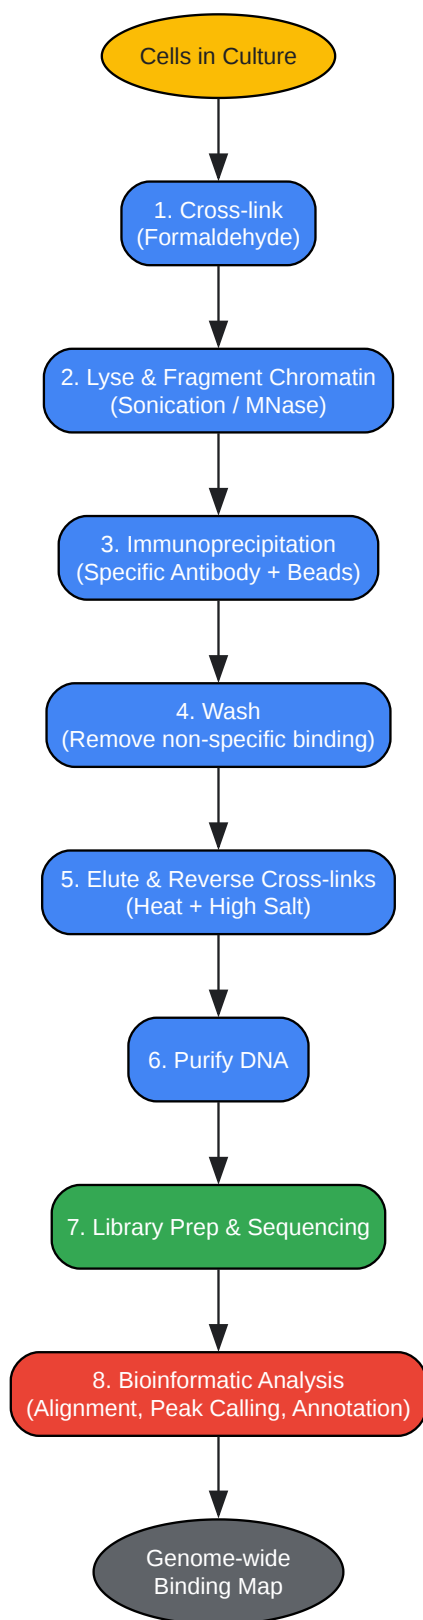 Cells in Culture
1. Cross-link
(Formaldehyde)
2. Lyse & Fragment Chromatin
(Sonication / MNase)
3. Immunoprecipitation
(Specific Antibody + Beads)
4. Wash
(Remove non-specific binding)
5. Elute & Reverse Cross-links
(Heat + High Salt)
6. Purify DNA
7. Library Prep & Sequencing
8. Bioinformatic Analysis
(Alignment, Peak Calling, Annotation)
Genome-wide
Binding Map